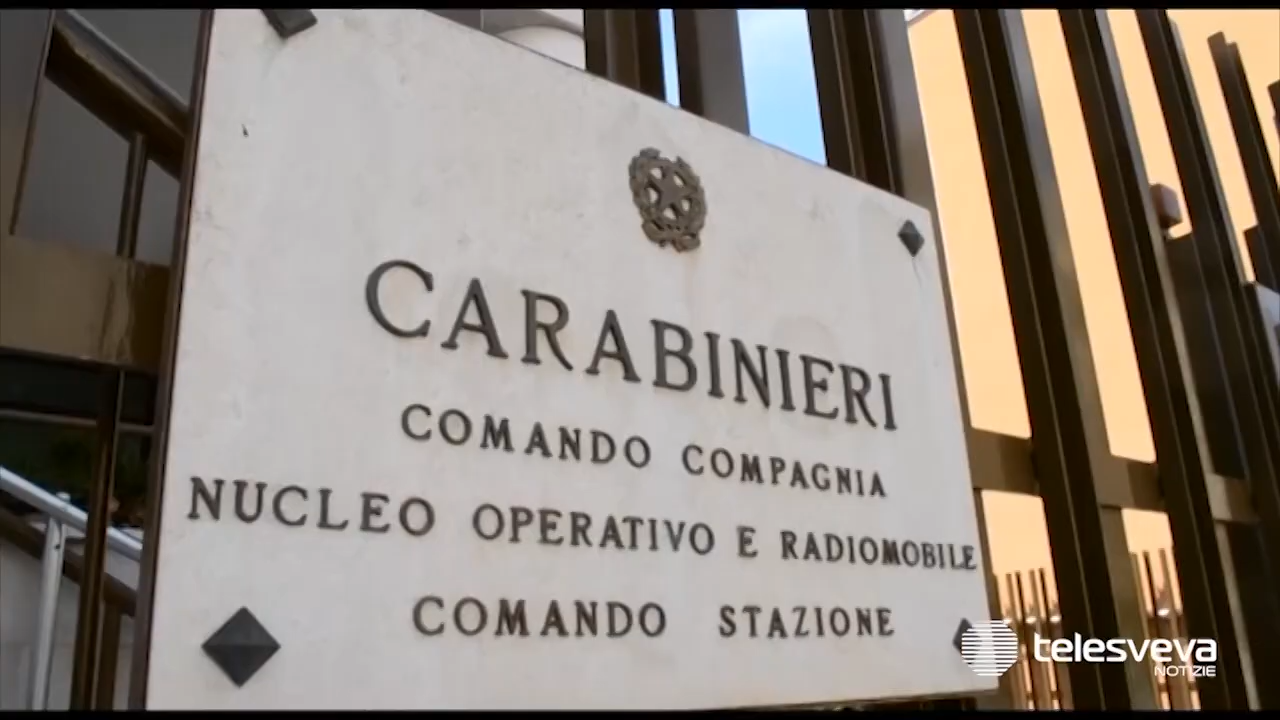 CARABINIERI
COMANDO COMPAGNIA
NUCLEO OPERATIVO E RADIOMOBILE
COMANDO STAZIONE
telesveva
NOTIZIE